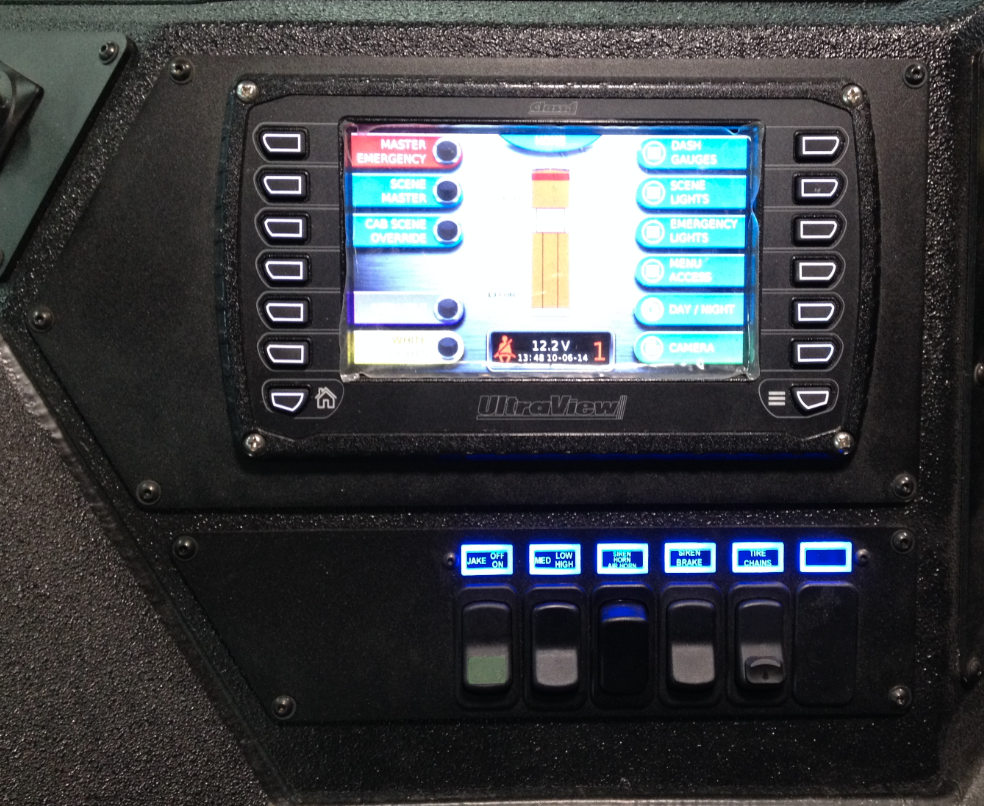 Class1
MASTER
EMERGENCY
SCENE
MASTER
CAB SCENE
OVERRIDE
WHITE
DASH
GAUGES
SCENE
LIGHTS
EMERGENCY
LIGHTS
MENU
ACCESS
DAY / NIGHT
CAMERA
12.2 V
13:48 10-06-14
1
UltraView
JAKE OFF
ON
MED LOW
HIGH
SIREN
HORN
AIR HORN
SIREN
BRAKE
TIRE
CHAINS